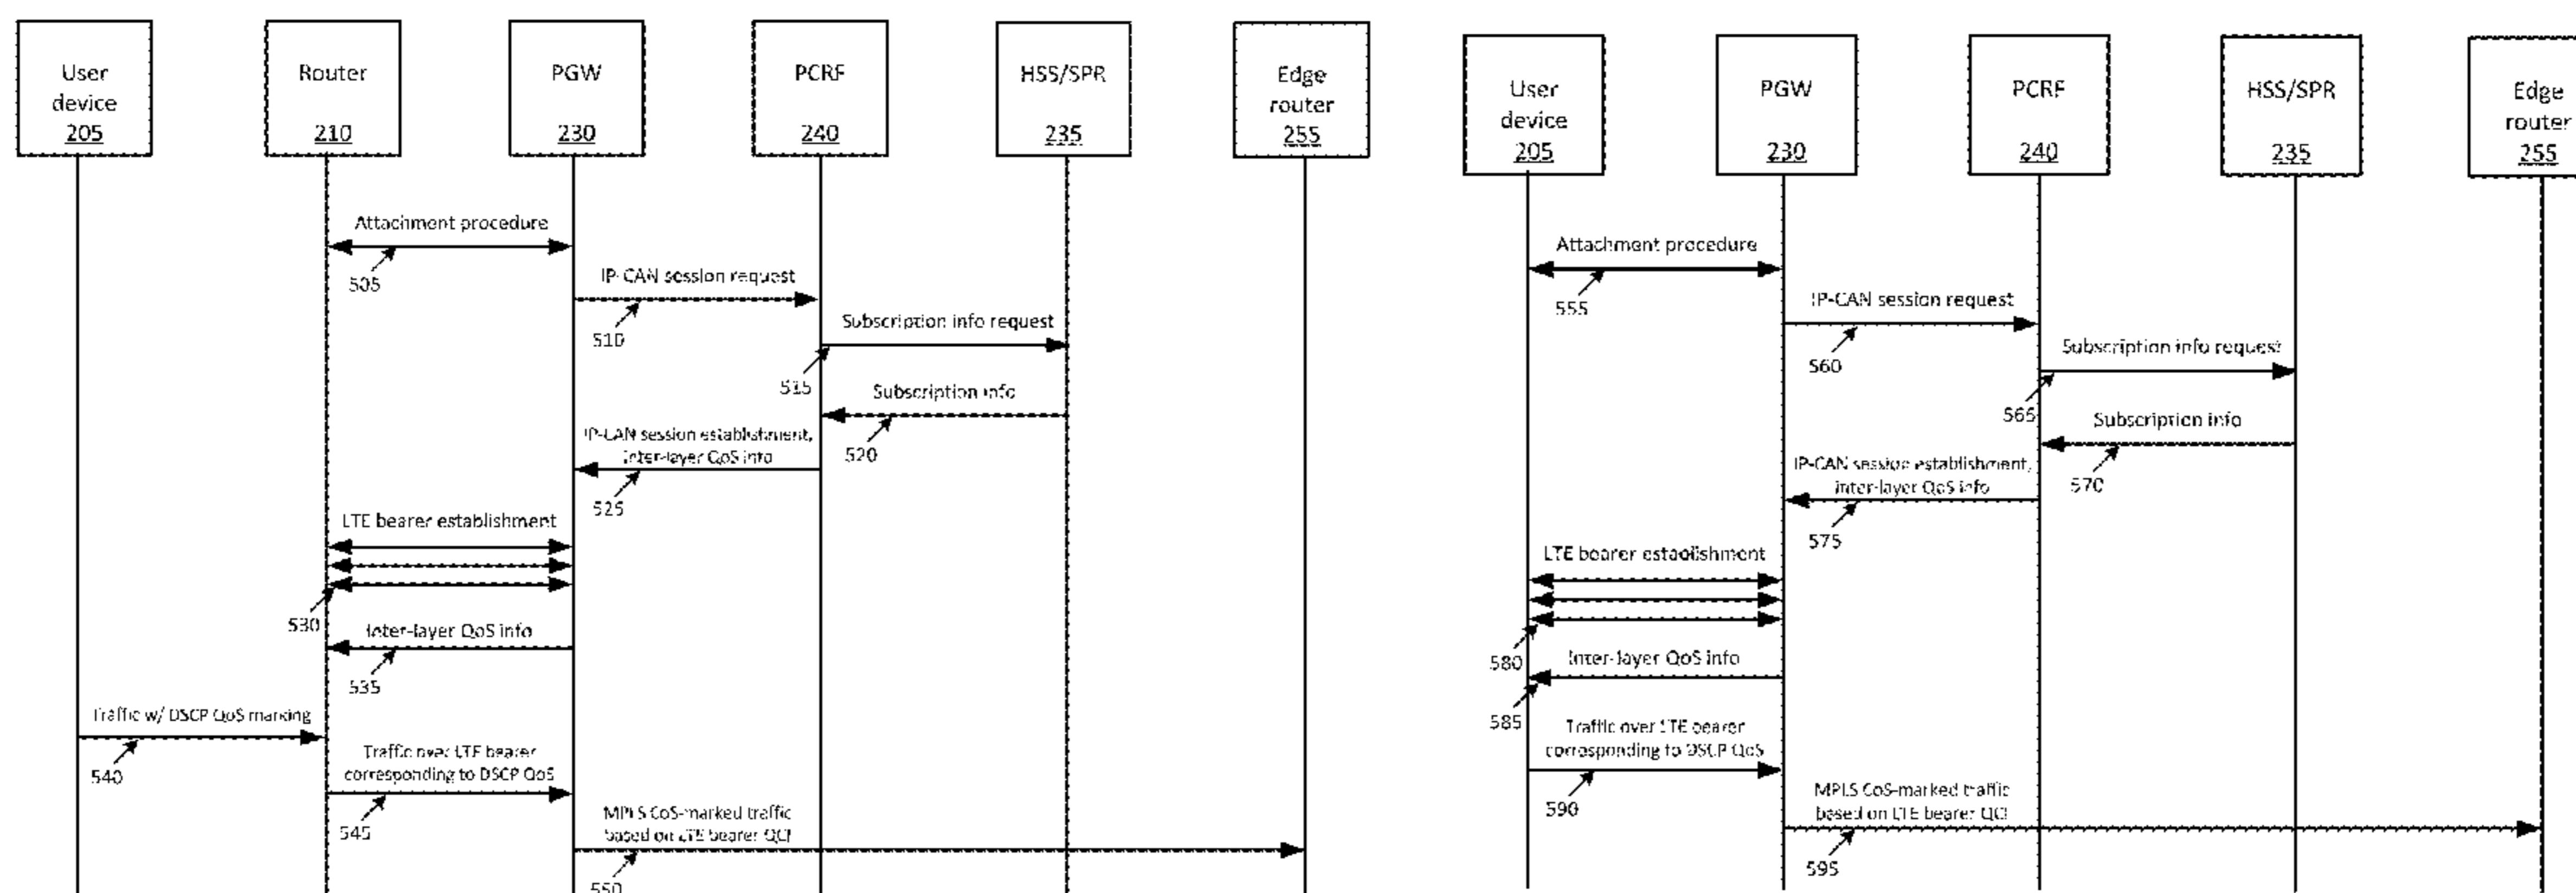 User
device
205
Router
210
PGW
230
PCRF
240
HSS/SPR
235
Edge
router
255
Attachment procedure
505
IP-CAN session request
510
Subscription info request
515
Subscription info
520
IP-CAN session establishment,
inter-layer QoS info
525
LTE bearer establishment
530
Inter-layer QoS info
535
Traffic w/ DSCP QoS marking
540
Traffic over LTE bearer
corresponding to DSCP QoS
545
MPLS CoS-marked traffic
based on LTE bearer QCI
550
User
device
205
PGW
230
PCRF
240
HSS/SPR
235
Edge
router
255
Attachment procedure
555
IP-CAN session request
560
Subscription info request
565
Subscription info
570
IP-CAN session establishment,
inter-layer QoS info
575
LTE bearer establishment
580
Inter-layer QoS info
585
Traffic over LTE bearer
corresponding to DSCP QoS
590
MPLS CoS-marked traffic
based on LTE bearer QCI
595